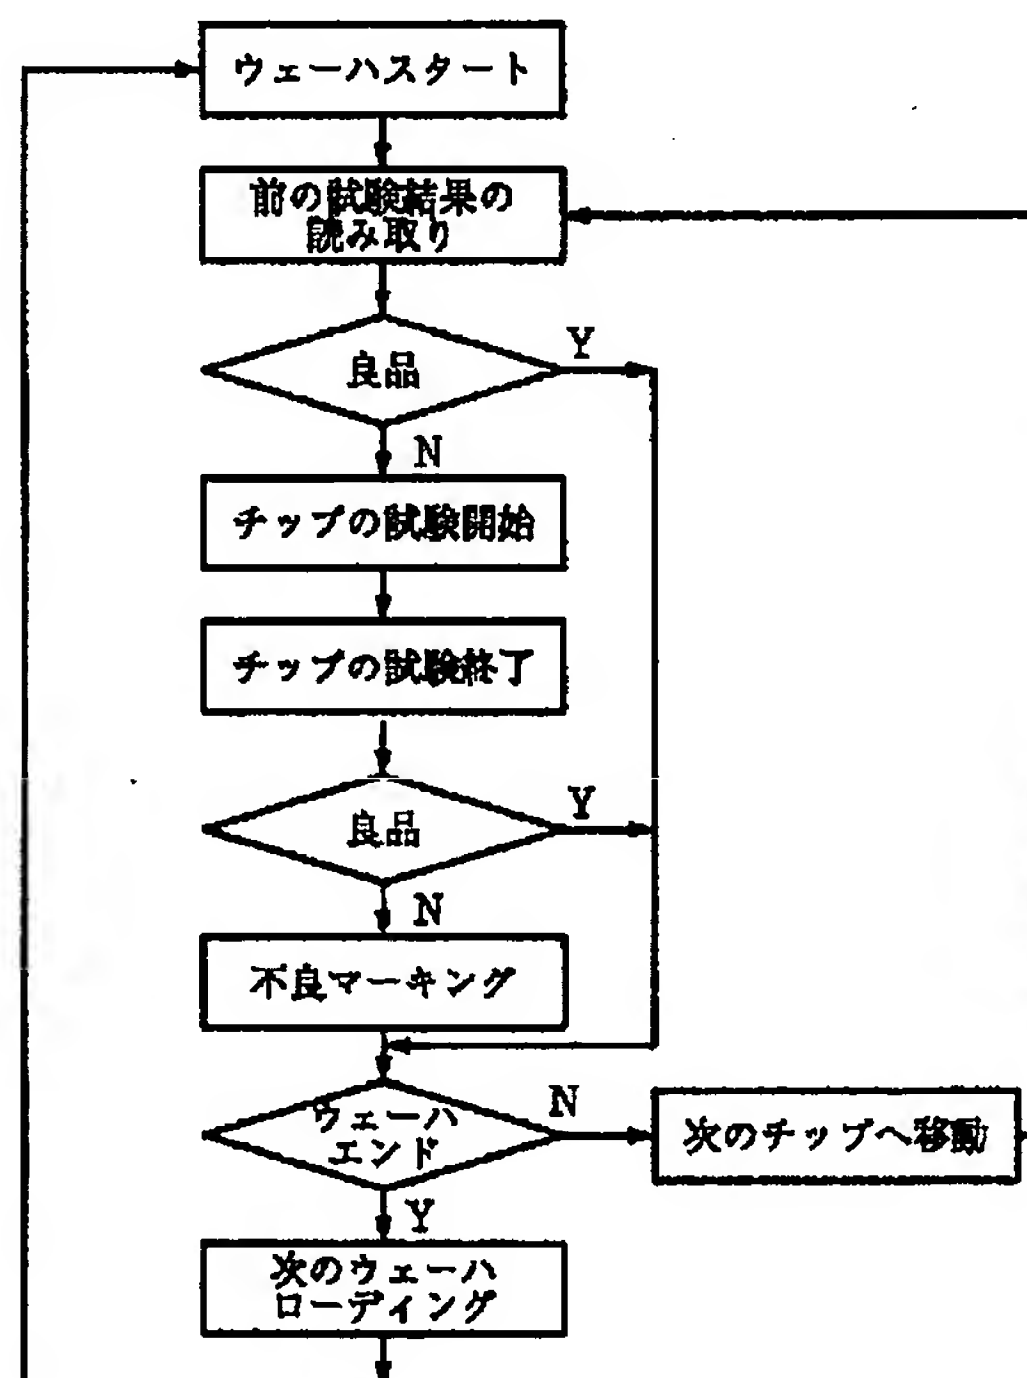 ウェーハスタート
前の試験結果の
読み取り
良品
Y
N
チップの試験開始
チップの試験終了
良品
Y
N
不良マーキング
ウェーハ
エンド
N
次のチップへ移動
Y
次のウェーハ
ローディング